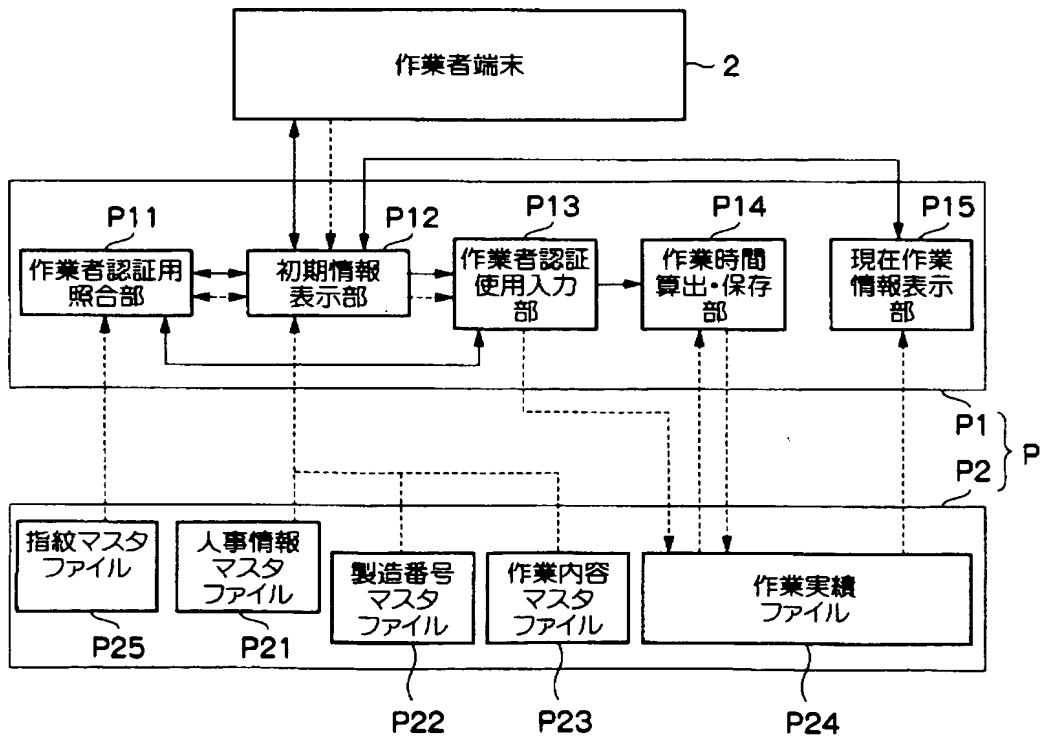 作業者端末
2
P11
P12
P13
P14
P15
作業者認証用
照合部
初期情報
表示部
作業者認証
使用入力
部
作業時間
算出・保存
部
現在作業
情報表示
部
P1
P2
P
指紋マスタ
ファイル
人事情報
マスタ
ファイル
製造番号
マスタ
ファイル
作業内容
マスタ
ファイル
作業実績
ファイル
P25
P21
P22
P23
P24